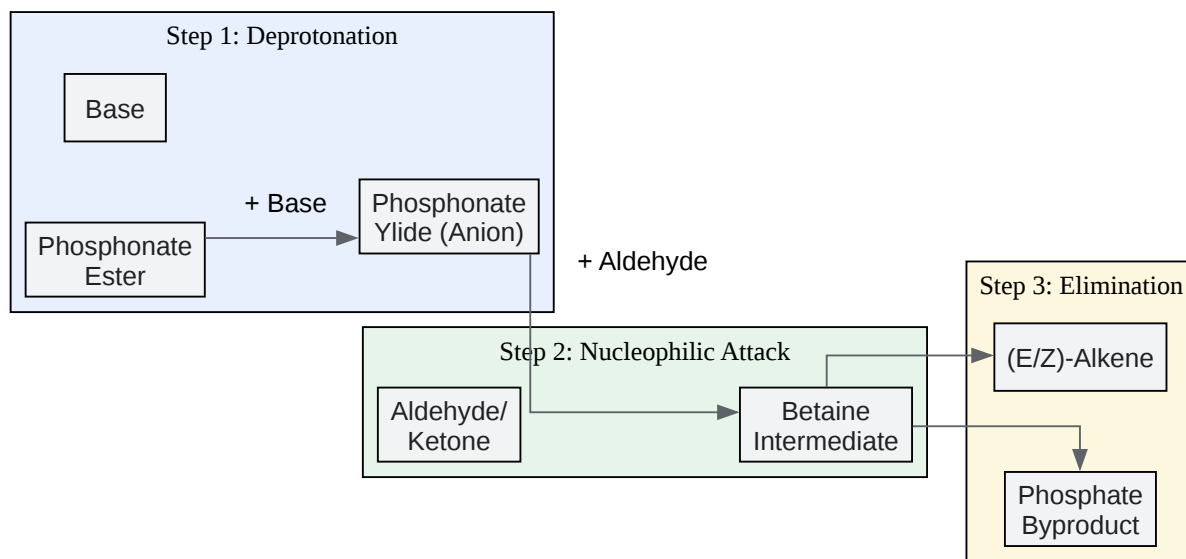 Step 1: Deprotonation
Base
+ Base
Phosphonate
Ylide (Anion)
Phosphonate
Ester
+ Aldehyde
Step 2: Nucleophilic Attack
Aldehyde/
Ketone
Betaine
Intermediate
Step 3: Elimination
(E/Z)-Alkene
Phosphate
Byproduct